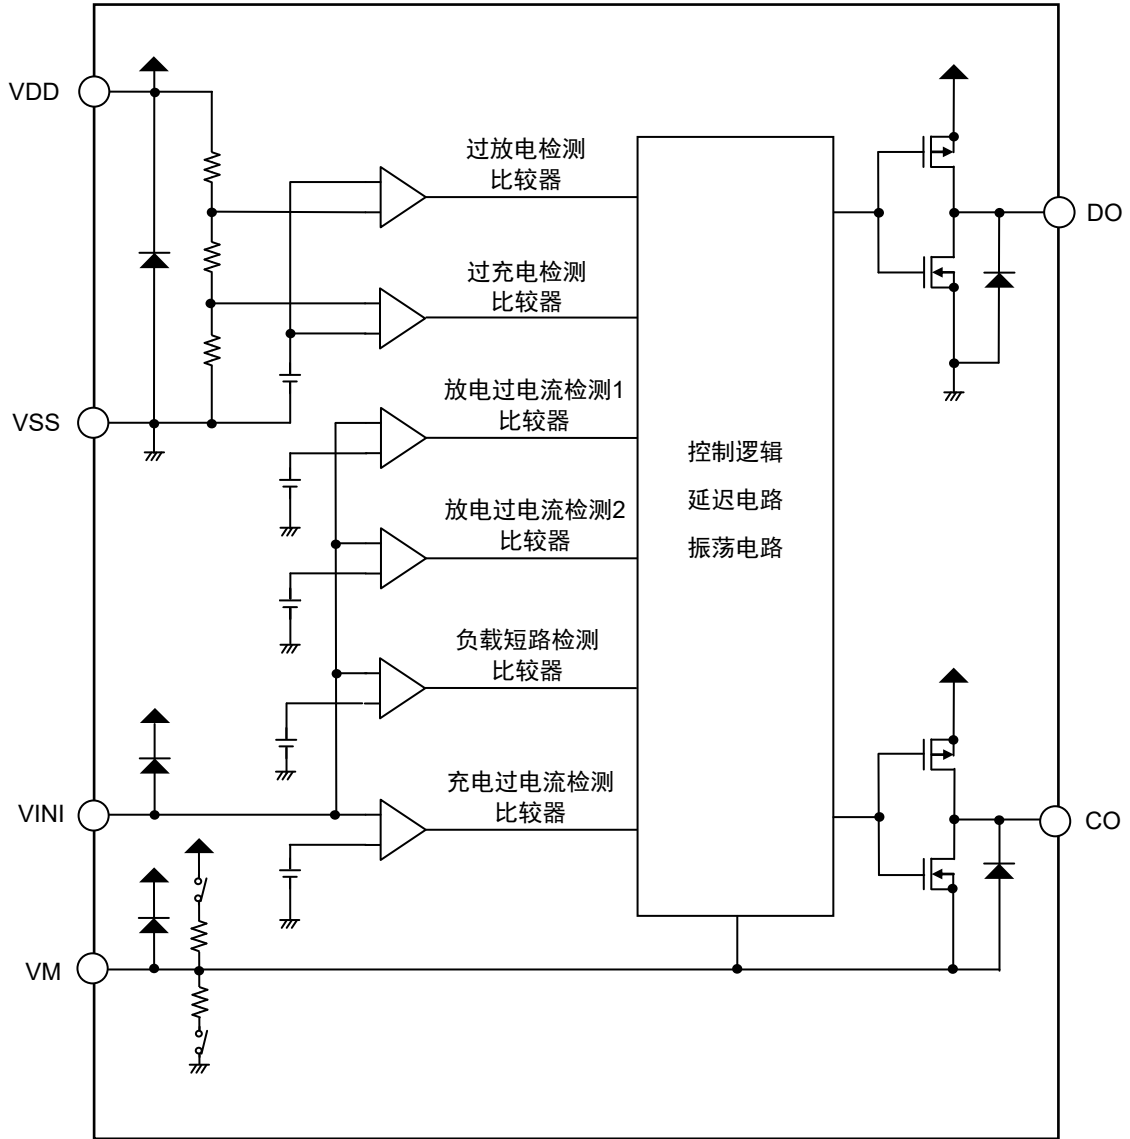 VDD
过放电检测
比较器
DO
过充电检测
比较器
VSS
放电过电流检测1
比较器
控制逻辑
延迟电路
振荡电路
放电过电流检测2
比较器
负载短路检测
比较器
VINI
充电过电流检测
比较器
CO
VM